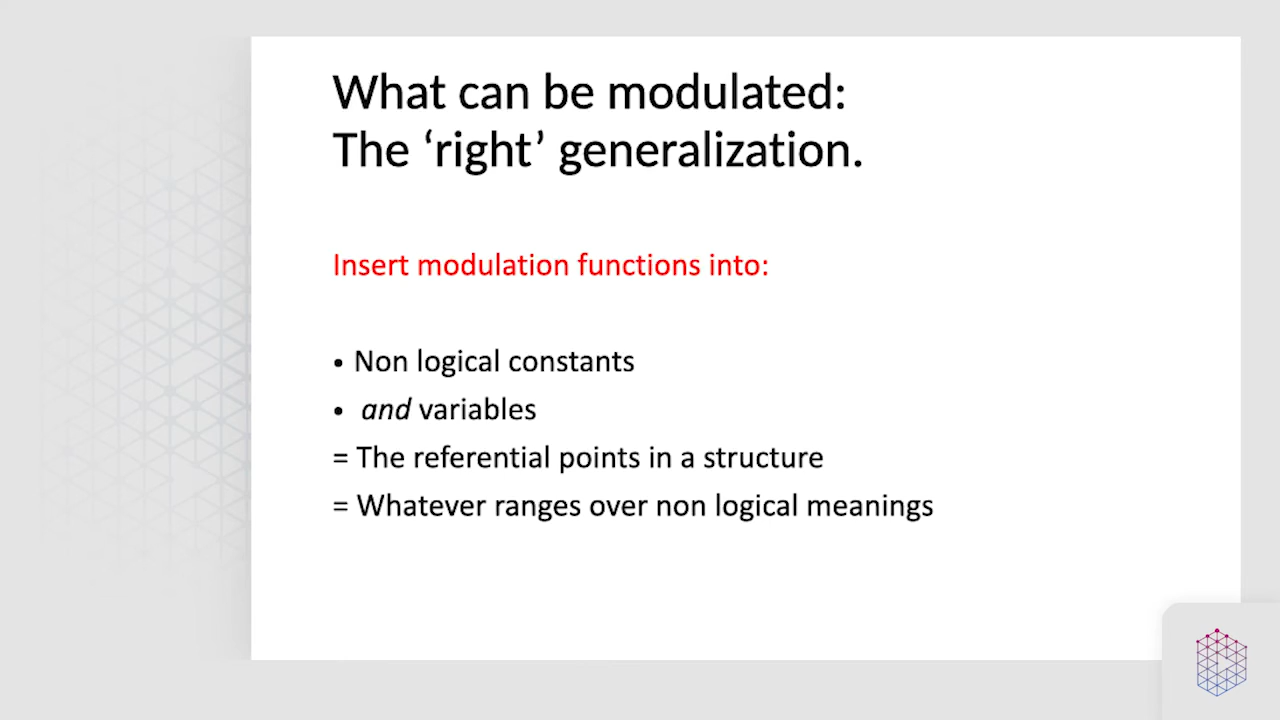 What can be modulated:
The ‘right’ generalization.
Insert modulation functions into:
• Non logical constants
• and variables
= The referential points in a structure
= Whatever ranges over non logical meanings